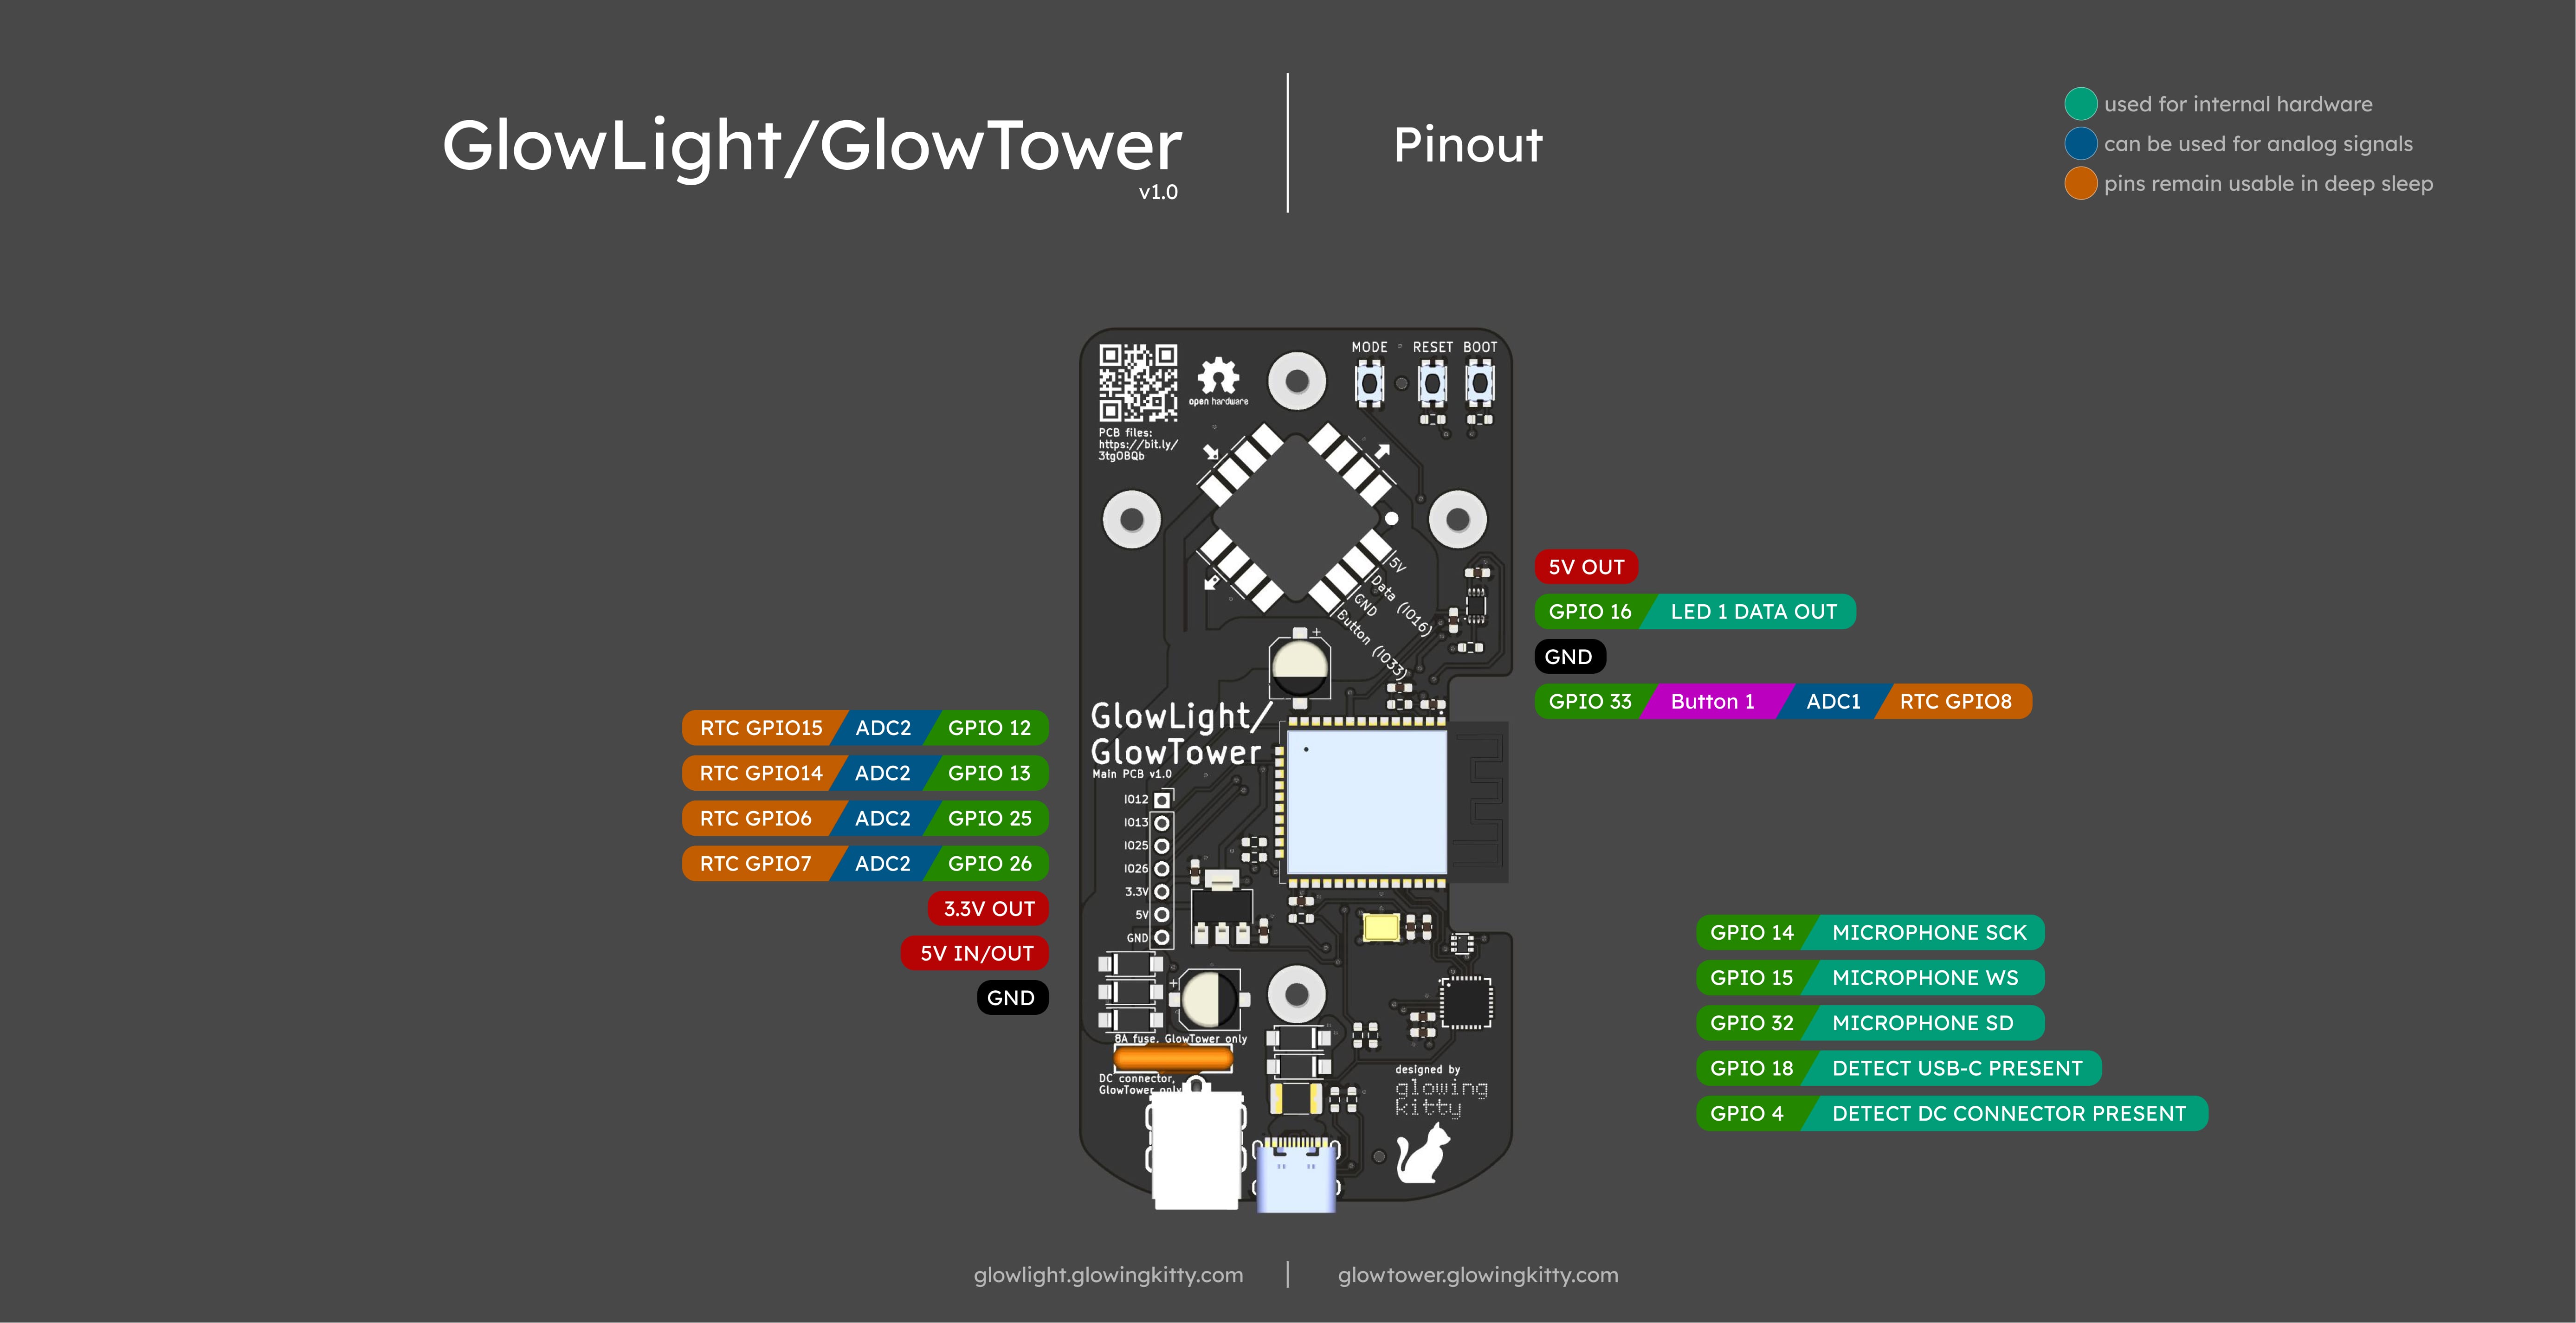 GlowLight/GlowTower
v1.0
Pinout
used for internal hardware
can be used for analog signals
pins remain usable in deep sleep
MODE RESET BOOT
open hardware
PCB files:
https://bit.ly/
3tgOBQb
5V
Data (IO16)
GND
Button (IO33)
+
5V OUT
GPIO 16 LED 1 DATA OUT
GND
GPIO 33 Button 1 ADC1 RTC GPIO8
RTC GPIO15 ADC2 GPIO 12
RTC GPIO14 ADC2 GPIO 13
RTC GPIO6 ADC2 GPIO 25
RTC GPIO7 ADC2 GPIO 26
3.3V OUT
5V IN/OUT
GND
GlowLight/
GlowTower
Main PCB v1.0
IO12
IO13
IO25
IO26
3.3V
5V
GND
+
8A fuse. GlowTower only
DC connector,
GlowTower only
designed by
glowing
kitty
GPIO 14 MICROPHONE SCK
GPIO 15 MICROPHONE WS
GPIO 32 MICROPHONE SD
GPIO 18 DETECT USB-C PRESENT
GPIO 4 DETECT DC CONNECTOR PRESENT
glowlight.glowingkitty.com | glowtower.glowingkitty.com